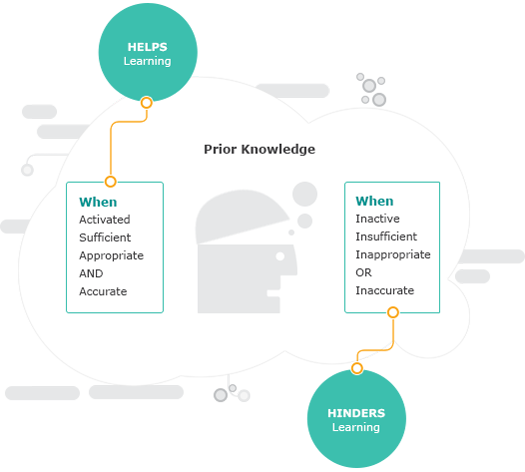 HELPS
Learning
Prior Knowledge
When
Activated
Sufficient
Appropriate
AND
Accurate
When
Inactive
Insufficient
Inappropriate
OR
Inaccurate
HINDERS
Learning